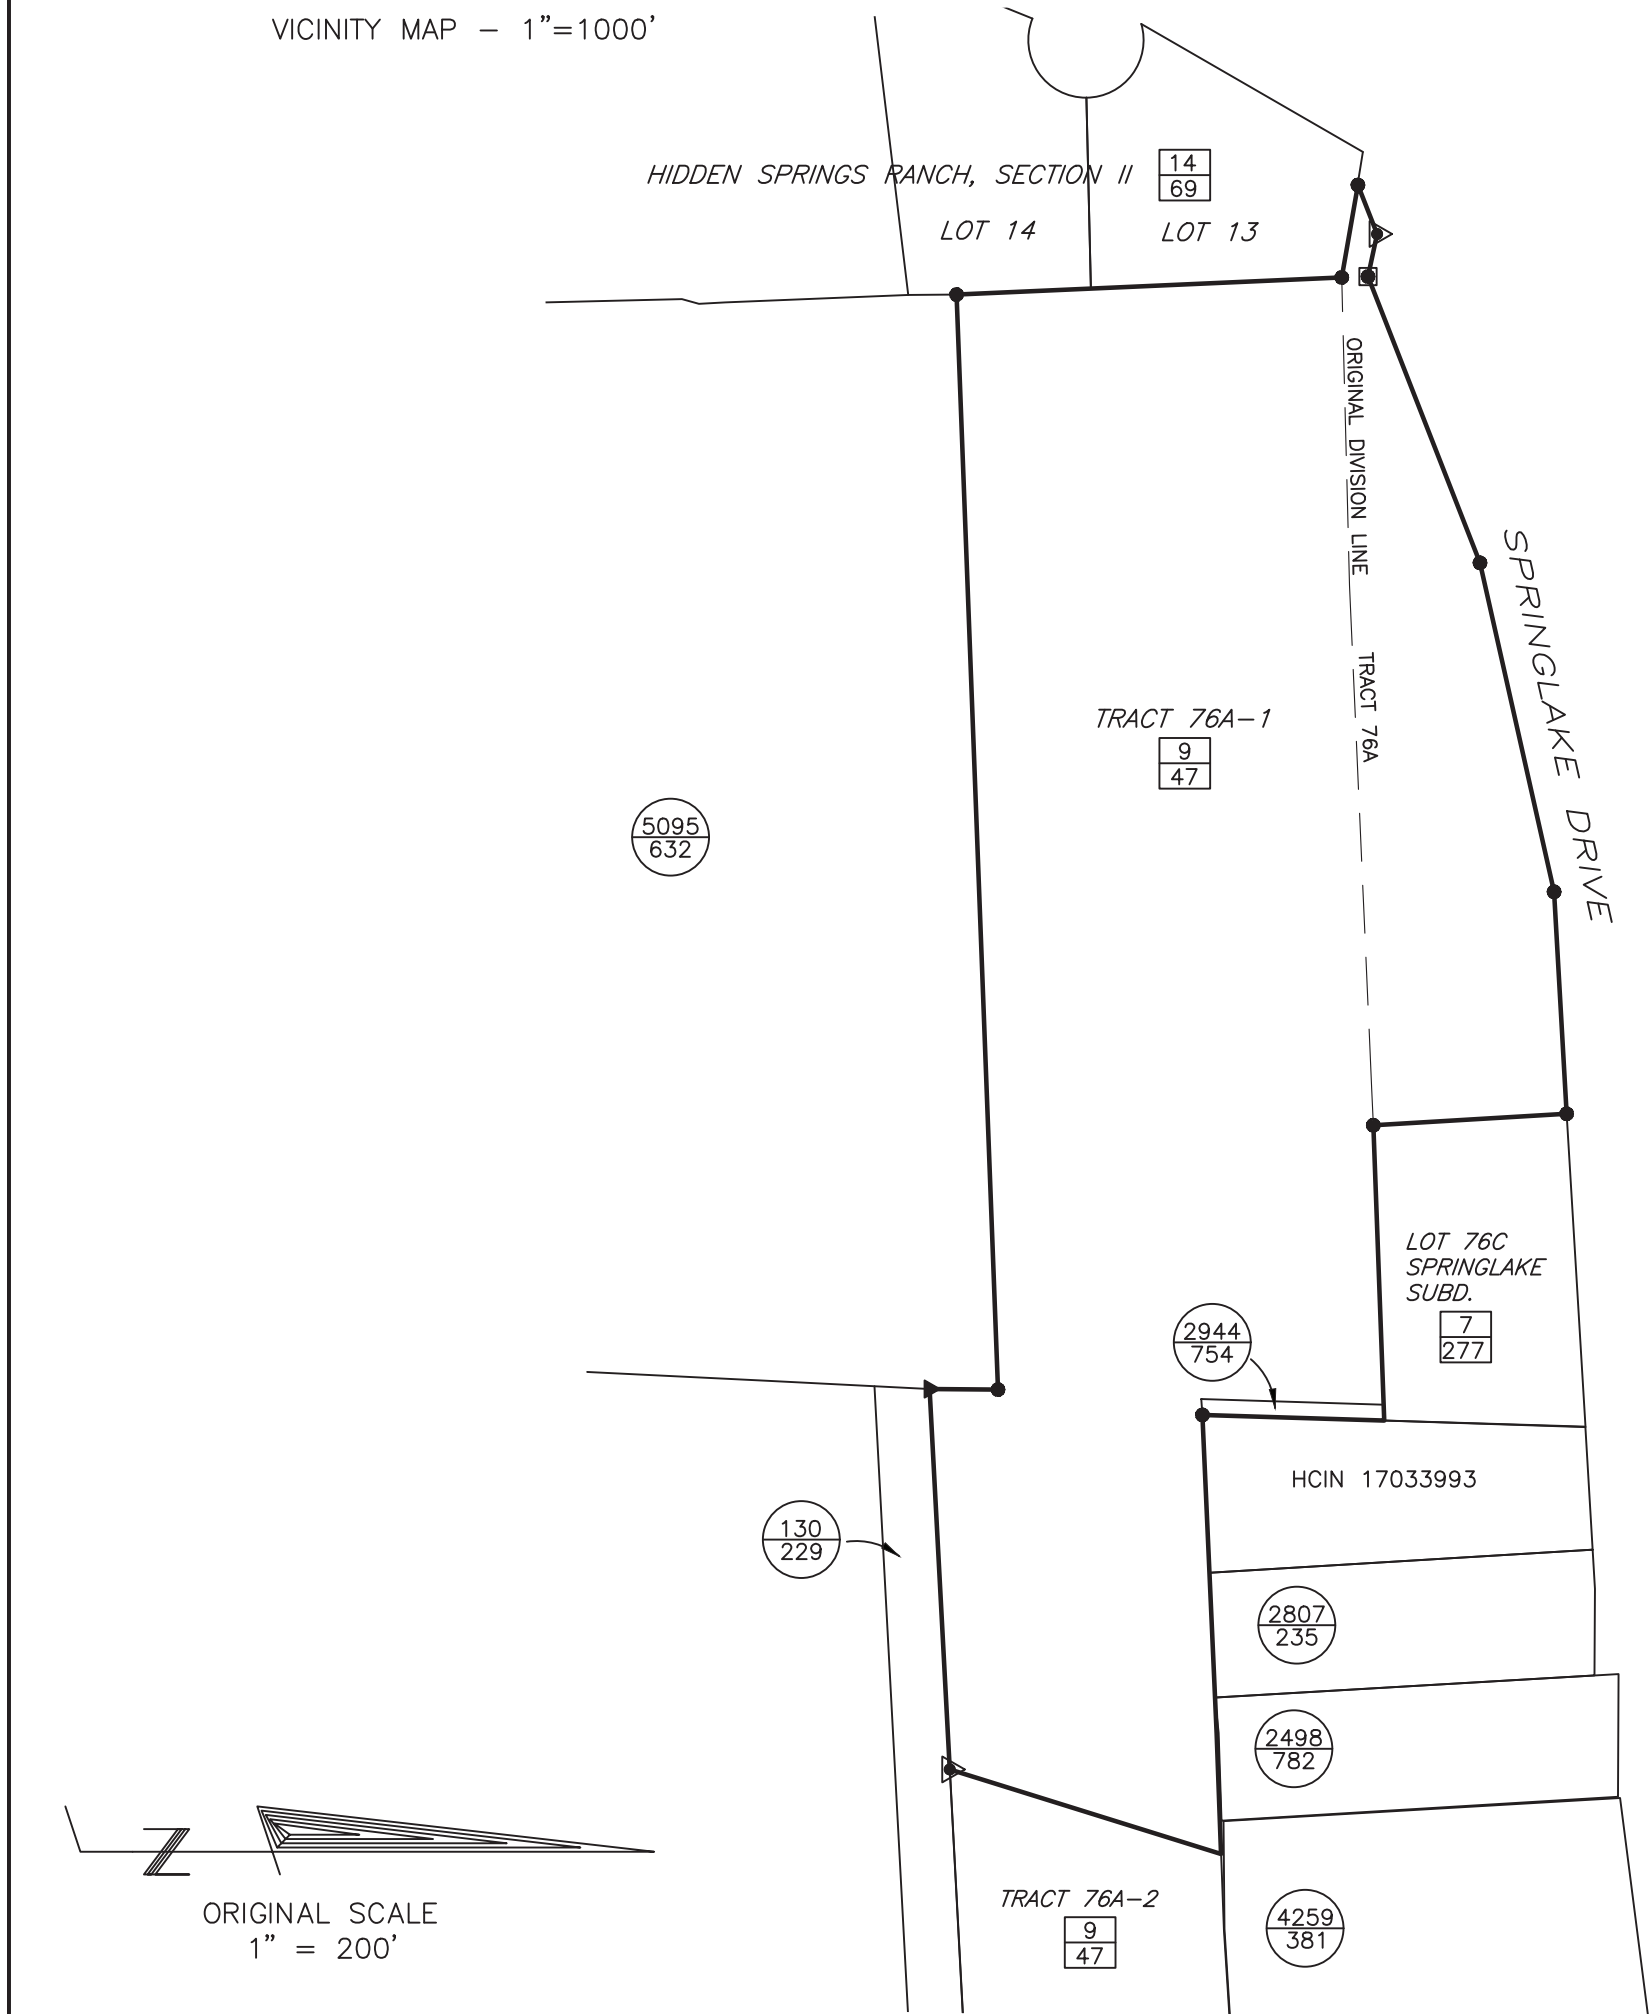 VICINITY MAP – 1"=1000'
HIDDEN SPRINGS RANCH, SECTION II
14
69
LOT 14
LOT 13
ORIGINAL DIVISION LINE
TRACT 76A
SPRINGLAKE DRIVE
TRACT 76A–1
9
47
5095
632
LOT 76C
SPRINGLAKE
SUBD.
7
277
2944
754
HCIN 17033993
130
229
2807
235
2498
782
Z
ORIGINAL SCALE
1" = 200'
TRACT 76A–2
9
47
4259
381